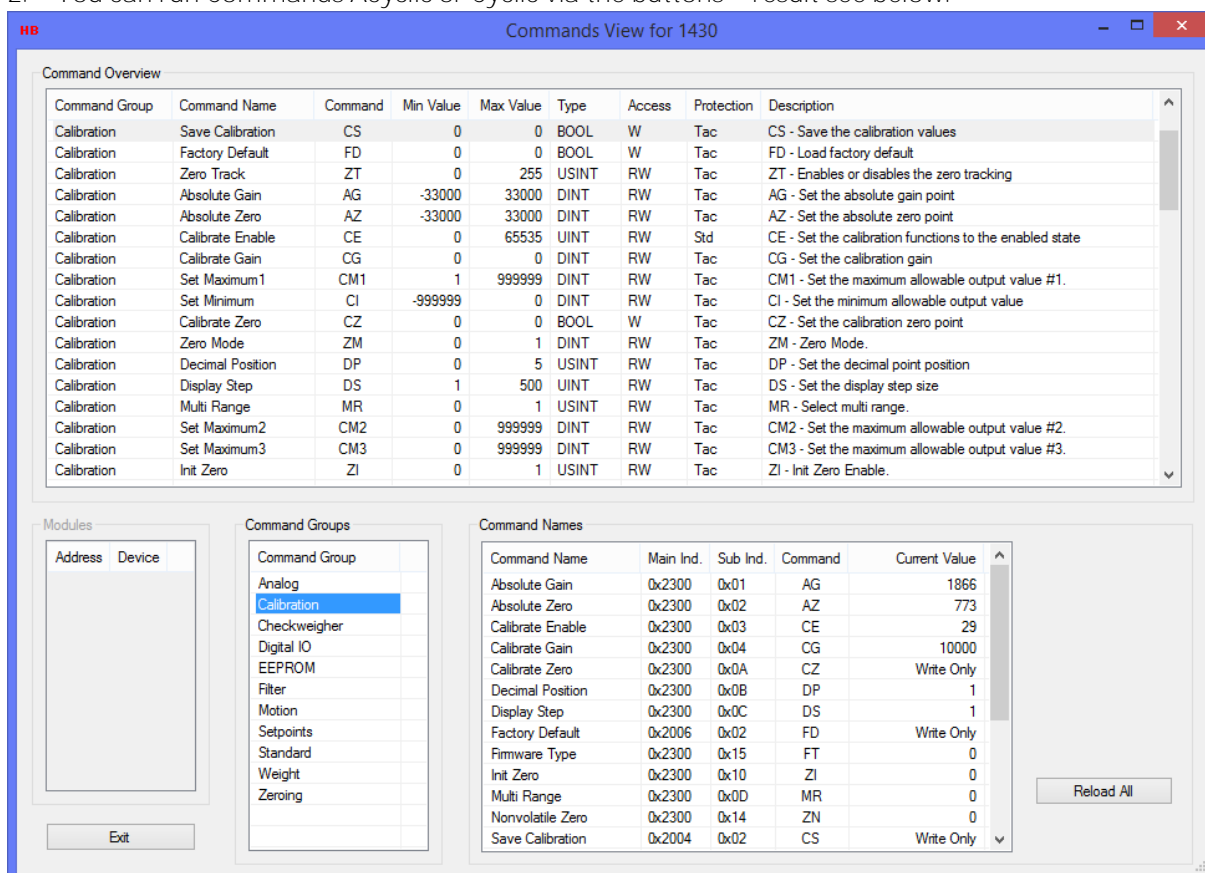 2. You can run commands Acyclic or Cyclic via the buttons - result see below.
HB Commands View for 1430
Command Overview
Command Group Command Name Command Min Value Max Value Type Access Protection Description
Calibration Save Calibration CS 0 0 BOOL W Tac CS - Save the calibration values
Calibration Factory Default FD 0 0 BOOL W Tac FD - Load factory default
Calibration Zero Track ZT 0 255 USINT RW Tac ZT - Enables or disables the zero tracking
Calibration Absolute Gain AG -33000 33000 DINT RW Tac AG - Set the absolute gain point
Calibration Absolute Zero AZ -33000 33000 DINT RW Tac AZ - Set the absolute zero point
Calibration Calibrate Enable CE 0 65535 UINT RW Std CE - Set the calibration functions to the enabled state
Calibration Calibrate Gain CG 0 0 DINT RW Tac CG - Set the calibration gain
Calibration Set Maximum1 CM1 1 999999 DINT RW Tac CM1 - Set the maximum allowable output value #1.
Calibration Set Minimum CI -999999 0 DINT RW Tac CI - Set the minimum allowable output value
Calibration Calibrate Zero CZ 0 0 BOOL W Tac CZ - Set the calibration zero point
Calibration Zero Mode ZM 0 1 DINT RW Tac ZM - Zero Mode.
Calibration Decimal Position DP 0 5 USINT RW Tac DP - Set the decimal point position
Calibration Display Step DS 1 500 UINT RW Tac DS - Set the display step size
Calibration Multi Range MR 0 1 USINT RW Tac MR - Select multi range.
Calibration Set Maximum2 CM2 0 999999 DINT RW Tac CM2 - Set the maximum allowable output value #2.
Calibration Set Maximum3 CM3 0 999999 DINT RW Tac CM3 - Set the maximum allowable output value #3.
Calibration Init Zero ZI 0 1 USINT RW Tac ZI - Init Zero Enable.
Modules
Address Device
Exit
Command Groups
Command Group
Analog
Calibration
Checkweigher
Digital IO
EEPROM
Filter
Motion
Setpoints
Standard
Weight
Zeroing
Command Names
Command Name Main Ind. Sub Ind. Command Current Value
Absolute Gain 0x2300 0x01 AG 1866
Absolute Zero 0x2300 0x02 AZ 773
Calibrate Enable 0x2300 0x03 CE 29
Calibrate Gain 0x2300 0x04 CG 10000
Calibrate Zero 0x2300 0x0A CZ Write Only
Decimal Position 0x2300 0x0B DP 1
Display Step 0x2300 0x0C DS 1
Factory Default 0x2006 0x02 FD Write Only
Firmware Type 0x2300 0x15 FT 0
Init Zero 0x2300 0x10 ZI 0
Multi Range 0x2300 0x0D MR 0
Nonvolatile Zero 0x2300 0x14 ZN 0
Save Calibration 0x2004 0x02 CS Write Only
Reload All